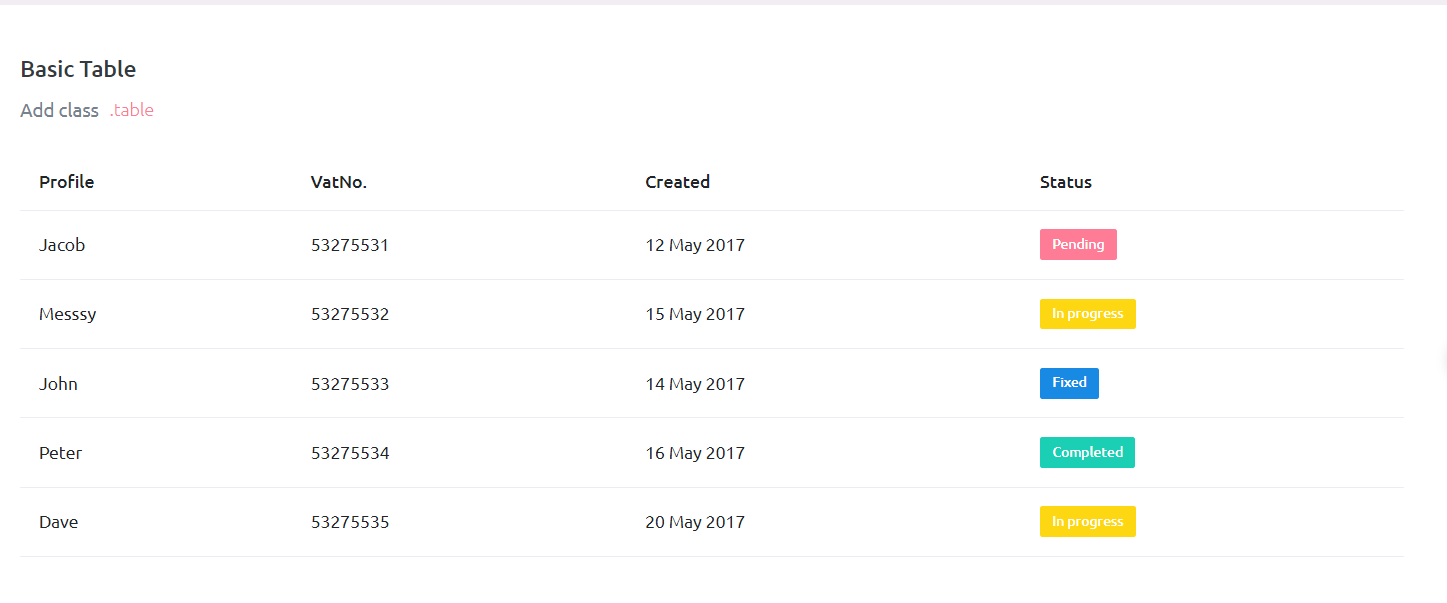 Basic Table
Add class .table
Profile VatNo. Created Status
Jacob 53275531 12 May 2017 Pending
Messsy 53275532 15 May 2017 In progress
John 53275533 14 May 2017 Fixed
Peter 53275534 16 May 2017 Completed
Dave 53275535 20 May 2017 In progress